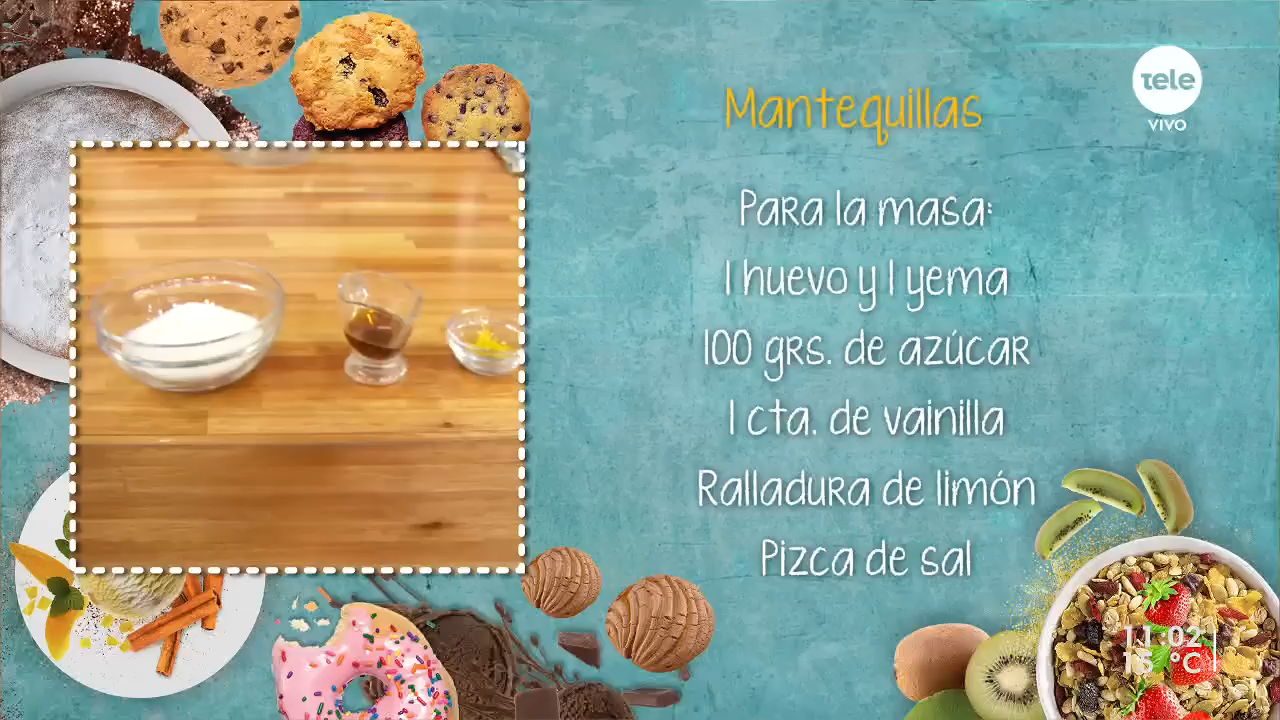 Mantequillas
tele
VIVO
Para la masa:
1 huevo y 1 yema
100 grs. de azúcar
1 cta. de vainilla
Ralladura de limón
Pizca de sal
11:02
15 °C